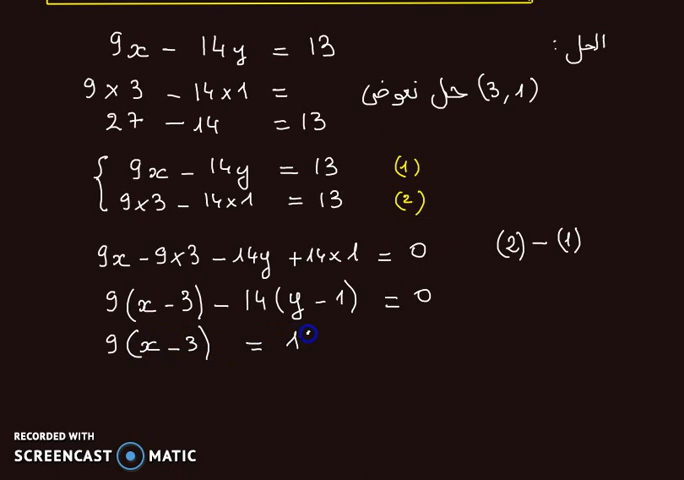 9x - 14y = 13 الحل :
9 × 3 - 14 × 1 = (3, 1) حل نعوض
27 - 14 = 13
{ 9x - 14y = 13 (1)
9 × 3 - 14 × 1 = 13 (2)
9x - 9 × 3 - 14y + 14 × 1 = 0 (2) - (1)
9(x - 3) - 14(y - 1) = 0
9(x - 3) = 1
RECORDED WITH
SCREENCAST MATIC